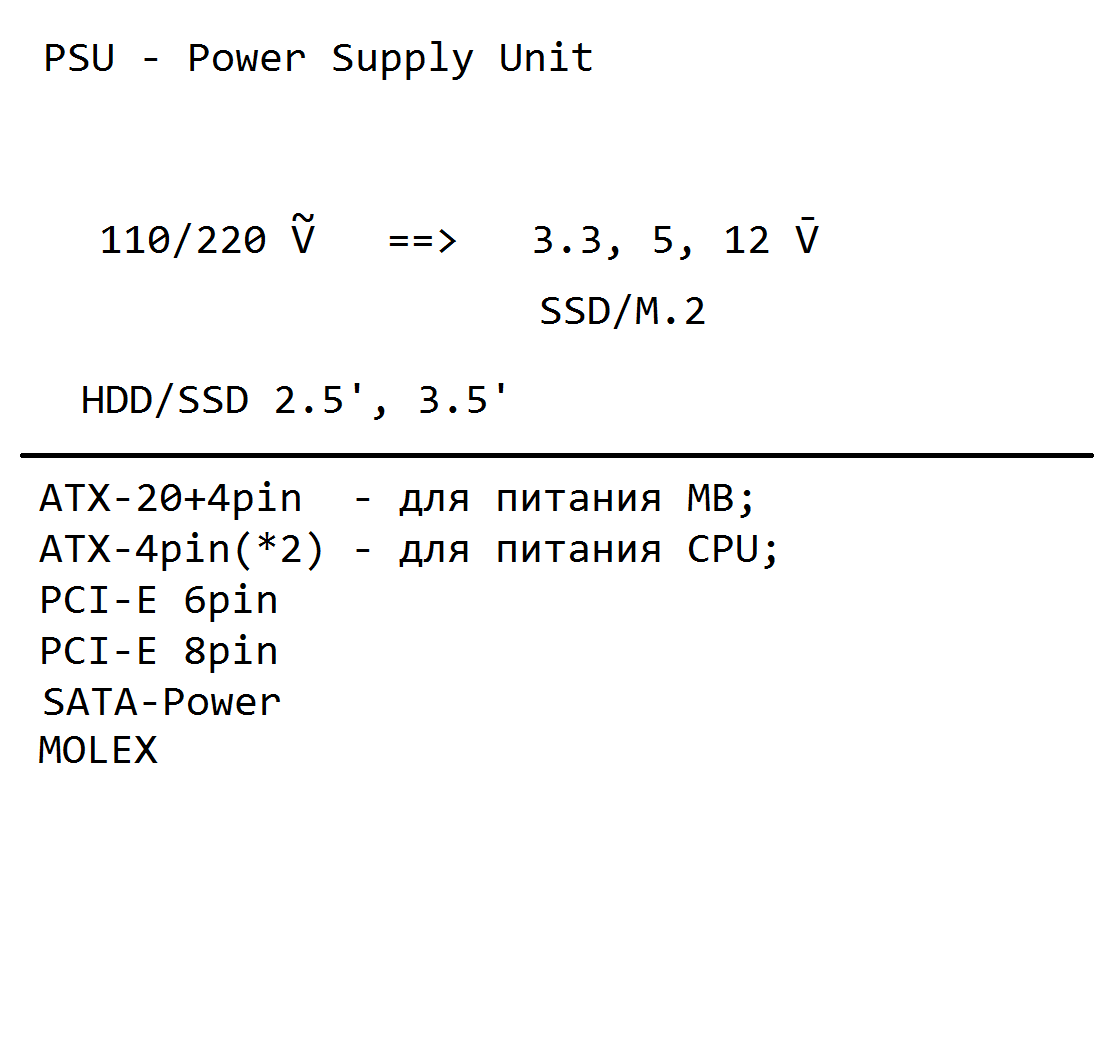 PSU - Power Supply Unit
110/220 Ṽ ==> 3.3, 5, 12 V̄
SSD/M.2
HDD/SSD 2.5', 3.5'
ATX-20+4pin - для питания MB;
ATX-4pin(*2) - для питания CPU;
PCI-E 6pin
PCI-E 8pin
SATA-Power
MOLEX